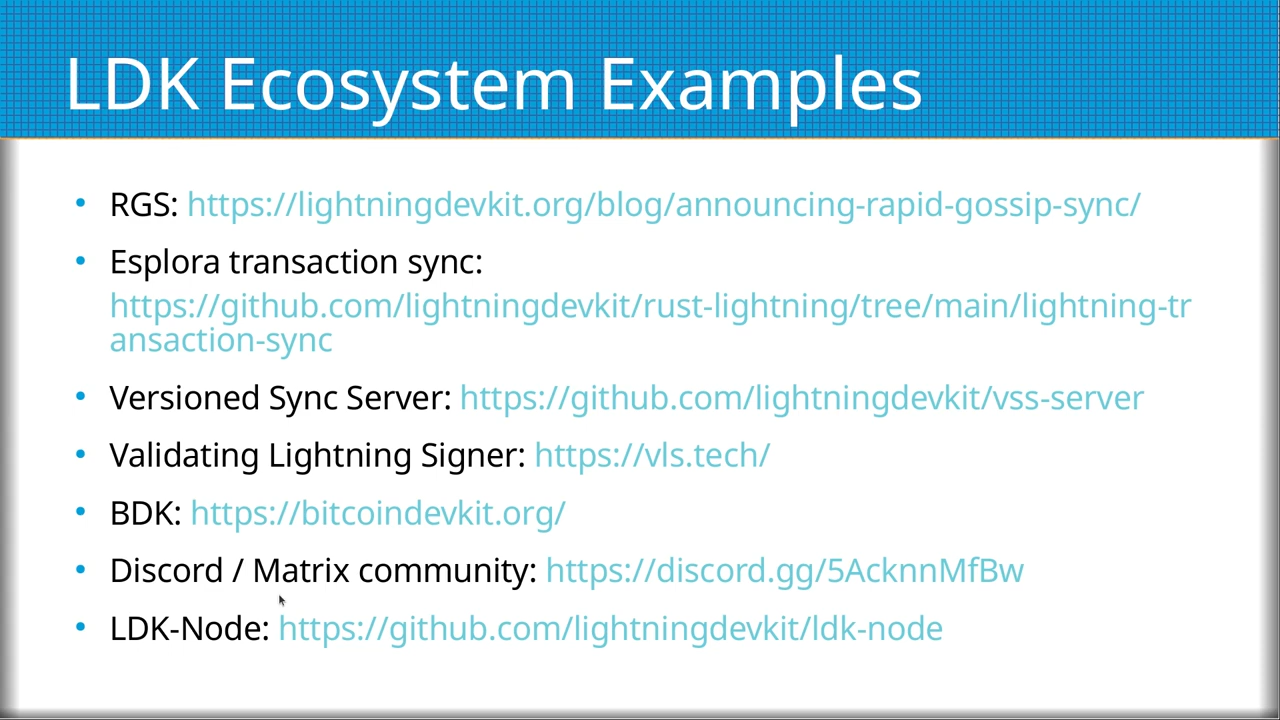 LDK Ecosystem Examples
• RGS: https://lightningdevkit.org/blog/announcing-rapid-gossip-sync/
• Esplora transaction sync:
https://github.com/lightningdevkit/rust-lightning/tree/main/lightning-tr
ansaction-sync
• Versioned Sync Server: https://github.com/lightningdevkit/vss-server
• Validating Lightning Signer: https://vls.tech/
• BDK: https://bitcoindevkit.org/
• Discord / Matrix community: https://discord.gg/5AcknnMfBw
• LDK-Node: https://github.com/lightningdevkit/ldk-node